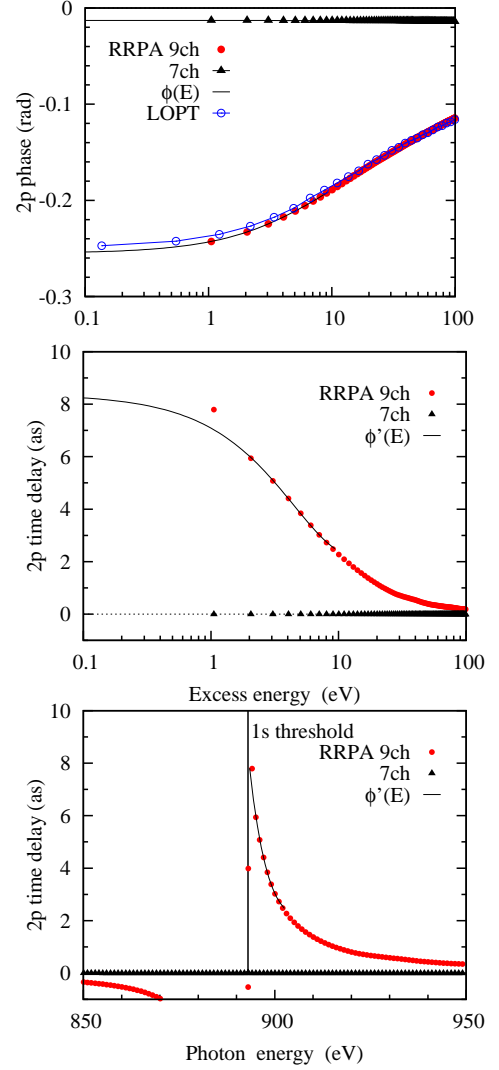 0
RRPA 9ch
7ch
ϕ(E)
LOPT
-0.1
-0.2
-0.3
2p phase (rad)
0.1
1
10
100
10
8
6
4
2
0
2p time delay (as)
RRPA 9ch
7ch
ϕ'(E)
0.1
1
10
100
Excess energy (eV)
10
8
6
4
2
0
2p time delay (as)
1s threshold
RRPA 9ch
7ch
ϕ'(E)
850
900
950
Photon energy (eV)